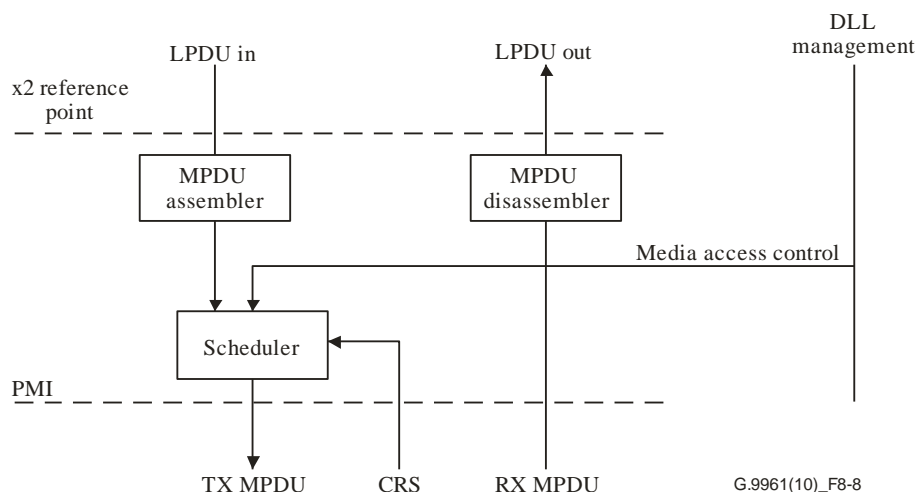 DLL
management
LPDU in
LPDU out
x2 reference
point
MPDU
assembler
MPDU
disassembler
Media access control
Scheduler
PMI
TX MPDU
CRS
RX MPDU
G.9961(10)_F8-8